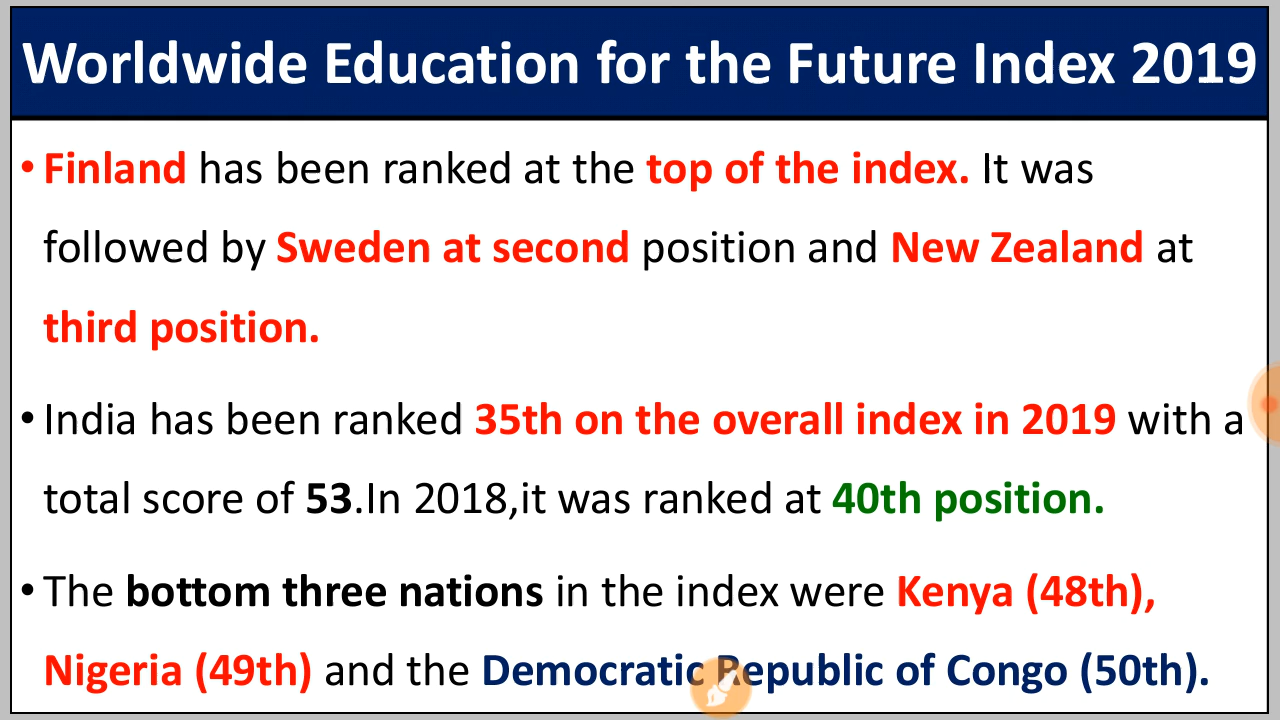 Worldwide Education for the Future Index 2019
• Finland has been ranked at the top of the index. It was
followed by Sweden at second position and New Zealand at
third position.
• India has been ranked 35th on the overall index in 2019 with a
total score of 53.In 2018,it was ranked at 40th position.
• The bottom three nations in the index were Kenya (48th),
Nigeria (49th) and the Democratic Republic of Congo (50th).